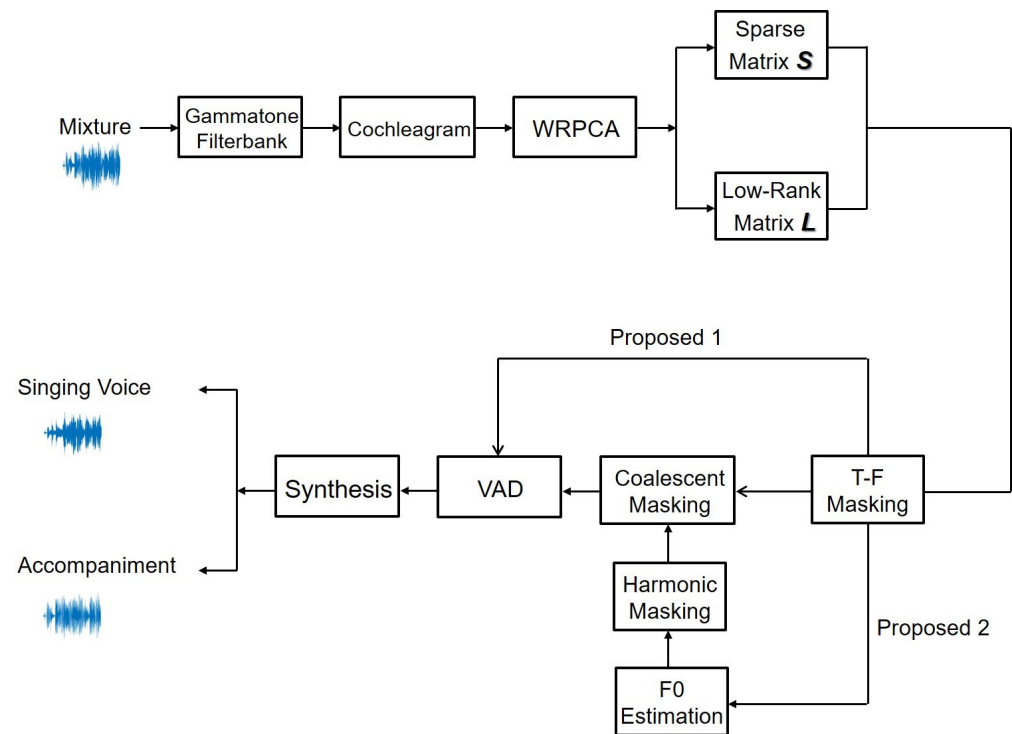 Sparse
Matrix S
Mixture
Gammatone
Filterbank
Cochleagram
WRPCA
Low-Rank
Matrix L
Proposed 1
Singing Voice
Synthesis
VAD
Coalescent
Masking
T-F
Masking
Accompaniment
Harmonic
Masking
Proposed 2
F0
Estimation